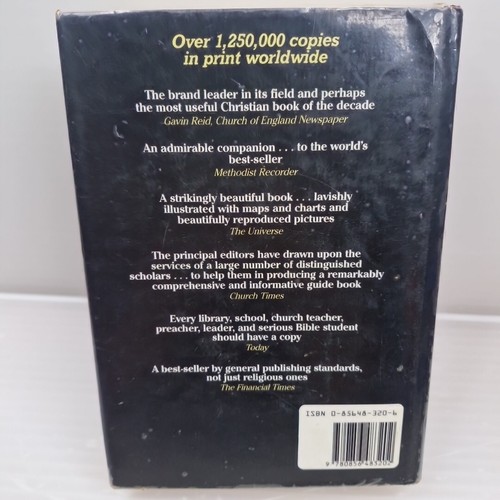 Over 1,250,000 copies
in print worldwide
The brand leader in its field and perhaps
the most useful Christian book of the decade
Gavin Reid, Church of England Newspaper
An admirable companion . . . to the world's
best-seller
Methodist Recorder
A strikingly beautiful book . . . lavishly
illustrated with maps and charts and
beautifully reproduced pictures
The Universe
The principal editors have drawn upon the
services of a large number of distinguished
scholars . . . to help them in producing a remarkably
comprehensive and informative guide book
Church Times
Every library, school, church teacher,
preacher, leader, and serious Bible student
should have a copy
Today
A best-seller by general publishing standards,
not just religious ones
The Financial Times
ISBN 0-85648-320-6
9 780856 483202